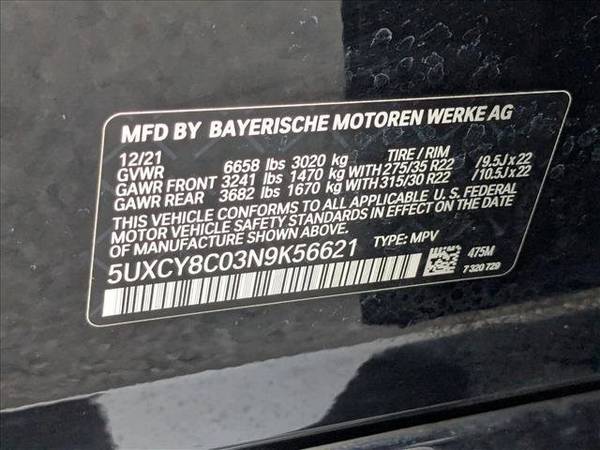 MFD BY BAYERISCHE MOTOREN WERKE AG
12/21 TIRE / RIM
GVWR 6658 lbs 3020 kg
GAWR FRONT 3241 lbs 1470 kg WITH 275/35 R22 /9.5J x 22
GAWR REAR 3682 lbs 1670 kg WITH 315/30 R22 /10.5J x 22
THIS VEHICLE CONFORMS TO ALL APPLICABLE U.S. FEDERAL
MOTOR VEHICLE SAFETY STANDARDS IN EFFECT ON THE
DATE OF MANUFACTURE SHOWN ABOVE.
5UXCY8C03N9K56621 TYPE: MPV 475M
7 320 729